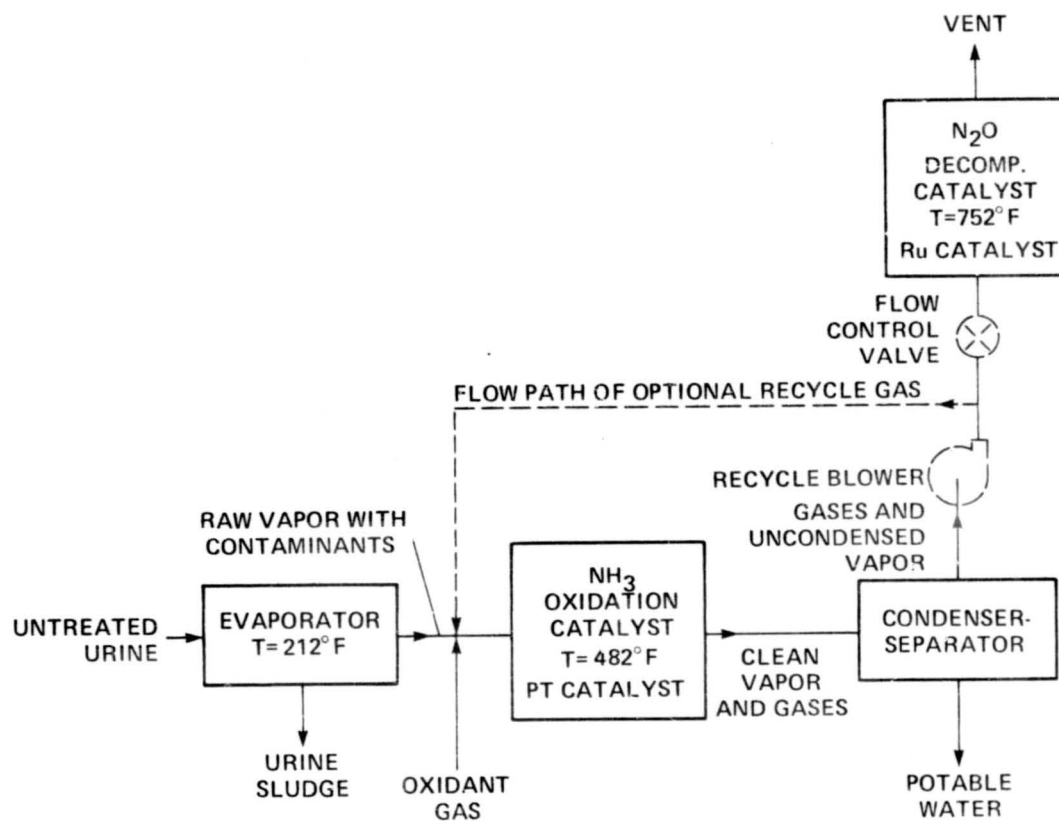 VENT
N₂O
DECOMP.
CATALYST
T=752°F
Ru CATALYST
FLOW
CONTROL
VALVE
FLOW PATH OF OPTIONAL RECYCLE GAS
RECYCLE BLOWER
GASES AND
UNCONDENSED
VAPOR
RAW VAPOR WITH
CONTAMINANTS
UNTREATED
URINE
EVAPORATOR
T=212°F
NH₃
OXIDATION
CATALYST
T=482°F
PT CATALYST
CLEAN
VAPOR
AND GASES
CONDENSER-
SEPARATOR
URINE
SLUDGE
OXIDANT
GAS
POTABLE
WATER